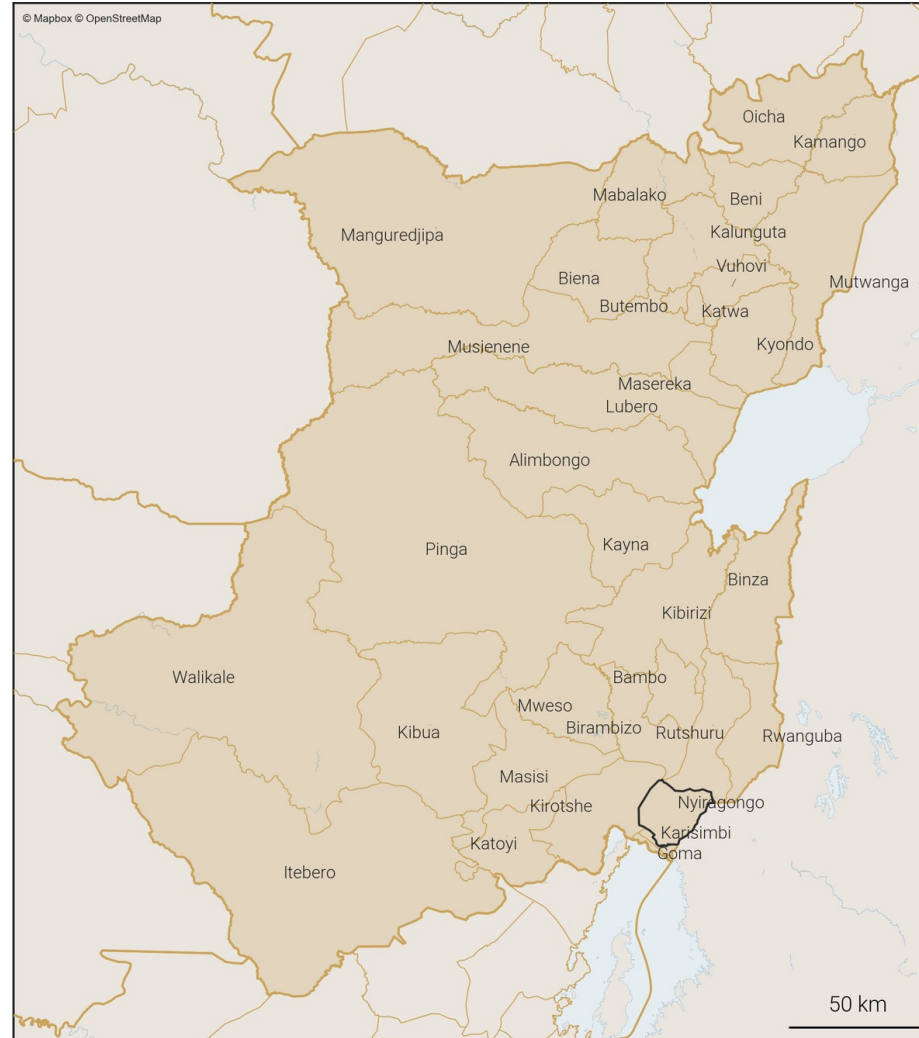 © Mapbox © OpenStreetMap
Oicha
Kamango
Mabalako
Beni
Manguredjipa
Kalunguta
Vuhovi
Biena
Mutwanga
Butembo
Katwa
Musienene
Kyondo
Masereka
Lubero
Alimbongo
Pinga
Kayna
Binza
Kibirizi
Walikale
Bambo
Mweso
Birambizo
Kibua
Rutshuru
Rwanguba
Masisi
Kirotshe
Nyiragongo
Karisimbi
Katoyi
Goma
Itebero
50 km